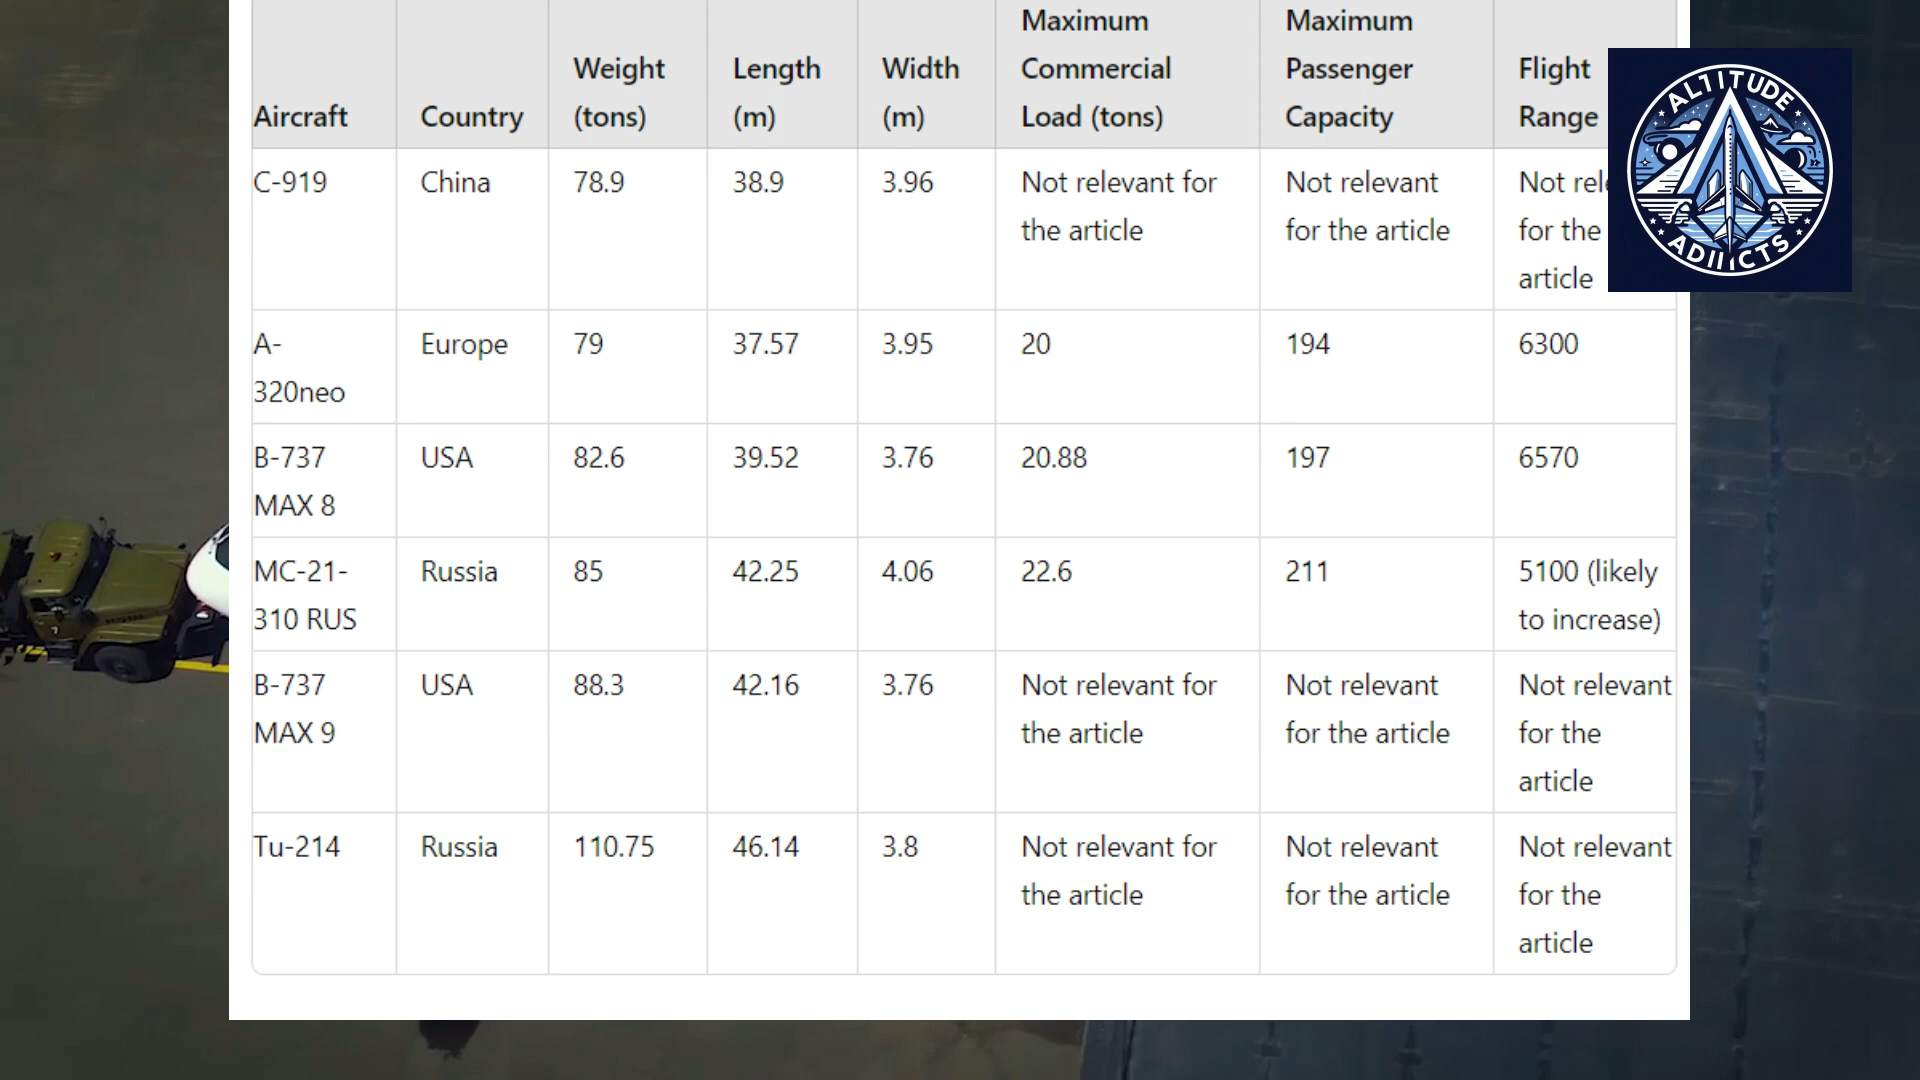 Aircraft Country Weight (tons) Length (m) Width (m) Maximum Commercial Load (tons) Maximum Passenger Capacity Flight Range
C-919 China 78.9 38.9 3.96 Not relevant for the article Not relevant for the article Not for the article
A-320neo Europe 79 37.57 3.95 20 194 6300
B-737 MAX 8 USA 82.6 39.52 3.76 20.88 197 6570
MC-21-310 RUS Russia 85 42.25 4.06 22.6 211 5100 (likely to increase)
B-737 MAX 9 USA 88.3 42.16 3.76 Not relevant for the article Not relevant for the article Not relevant for the article
Tu-214 Russia 110.75 46.14 3.8 Not relevant for the article Not relevant for the article Not relevant for the article
ALTITUDE
ADIICTS